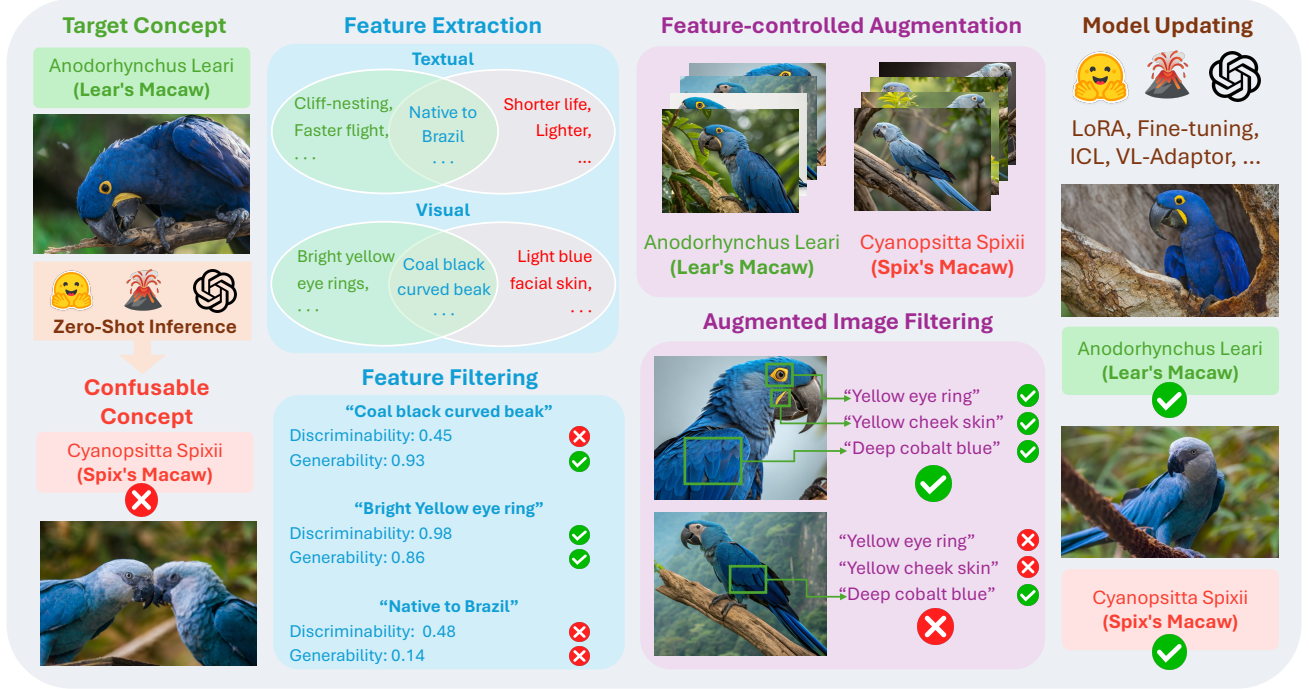 Target Concept
Anodorhynchus Leari
(Lear's Macaw)
Zero-Shot Inference
Confusable
Concept
Cyanopsitta Spixii
(Spix's Macaw)
Feature Extraction
Textual
Cliff-nesting,
Faster flight,
. . .
Native to
Brazil
. . .
Shorter life,
Lighter,
...
Visual
Bright yellow
eye rings,
. . .
Coal black
curved beak
. . .
Light blue
facial skin,
. . .
Feature Filtering
“Coal black curved beak”
Discriminability: 0.45
Generability: 0.93
“Bright Yellow eye ring”
Discriminability: 0.98
Generability: 0.86
“Native to Brazil”
Discriminability: 0.48
Generability: 0.14
Feature-controlled Augmentation
Anodorhynchus Leari
(Lear's Macaw)
Cyanopsitta Spixii
(Spix's Macaw)
Augmented Image Filtering
“Yellow eye ring”
“Yellow cheek skin”
“Deep cobalt blue”
“Yellow eye ring”
“Yellow cheek skin”
“Deep cobalt blue”
Model Updating
LoRA, Fine-tuning,
ICL, VL-Adaptor, ...
Anodorhynchus Leari
(Lear's Macaw)
Cyanopsitta Spixii
(Spix's Macaw)